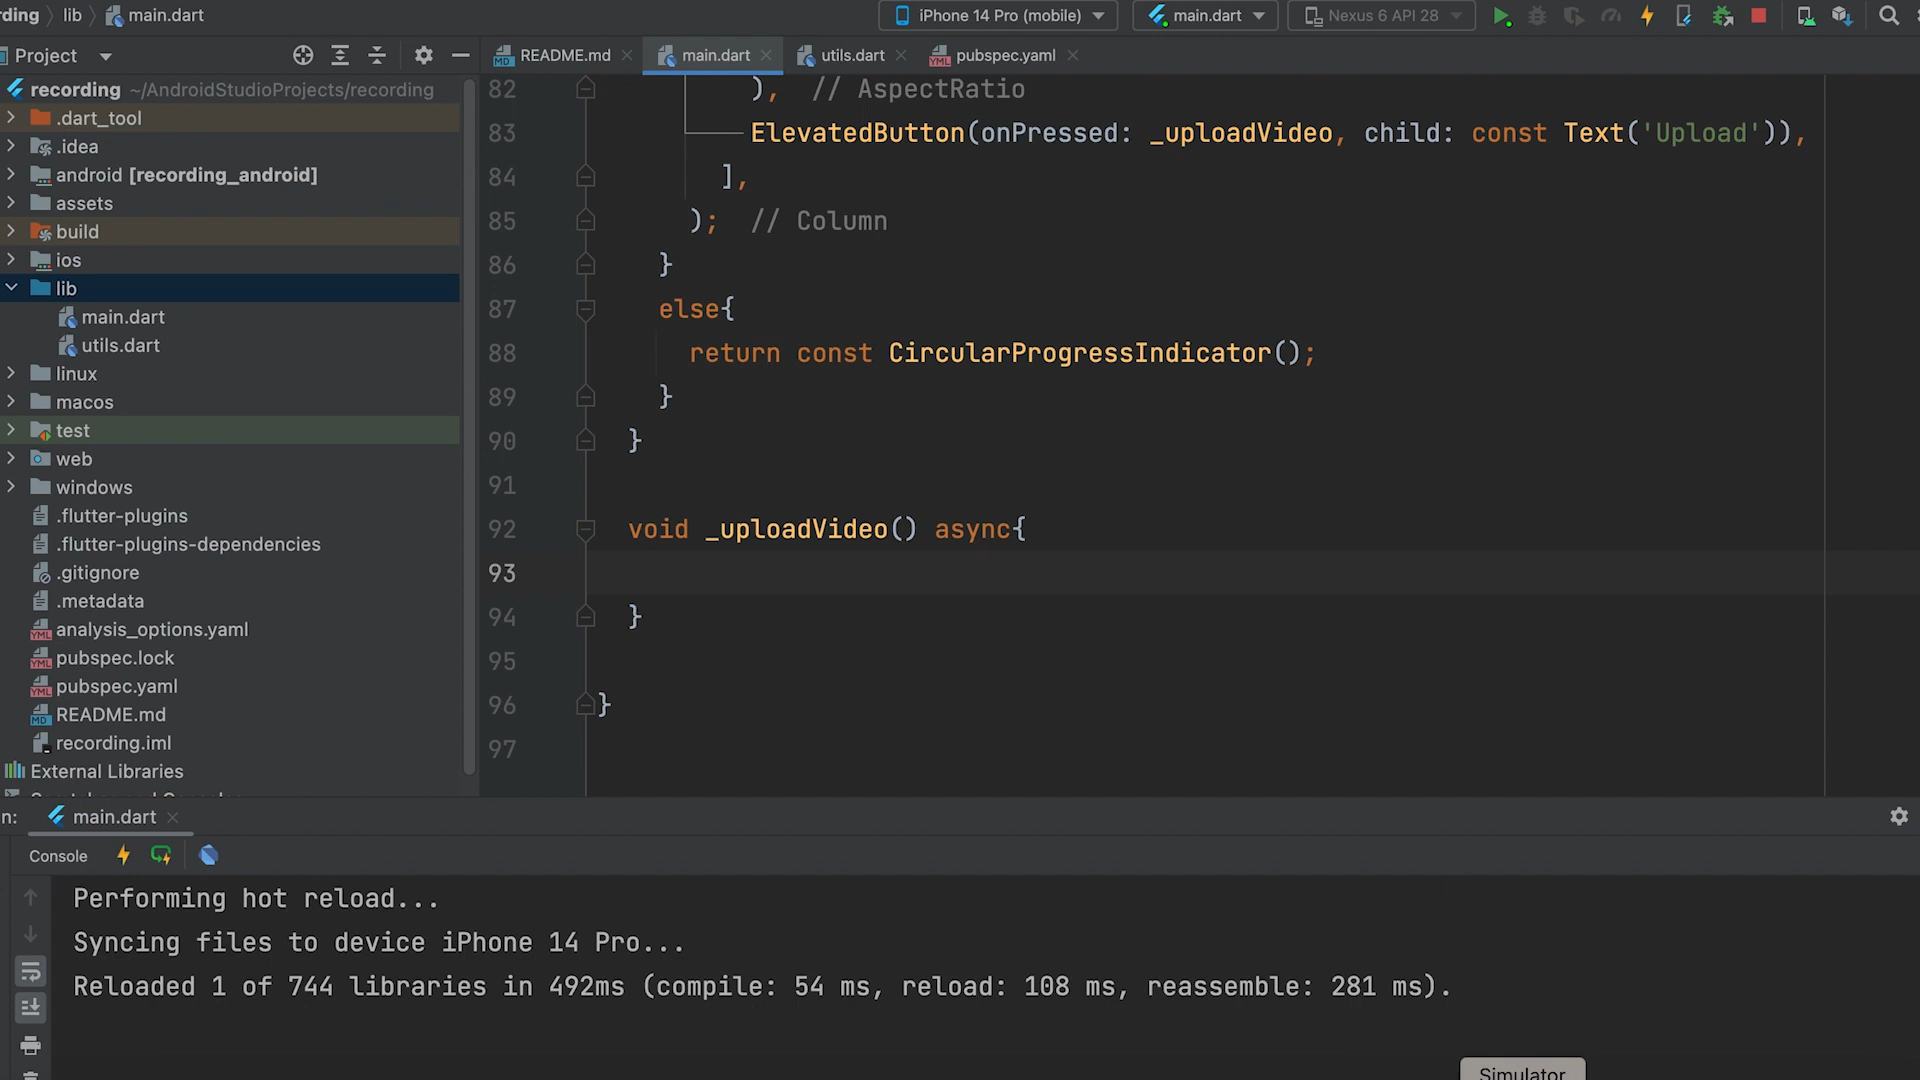 rding lib main.dart
iPhone 14 Pro (mobile) main.dart Nexus 6 API 28
Project
README.md main.dart utils.dart pubspec.yaml
recording ~/AndroidStudioProjects/recording
.dart_tool
.idea
android [recording_android]
assets
build
ios
lib
main.dart
utils.dart
linux
macos
test
web
windows
.flutter-plugins
.flutter-plugins-dependencies
.gitignore
.metadata
analysis_options.yaml
pubspec.lock
pubspec.yaml
README.md
recording.iml
External Libraries
82 ), // AspectRatio
83 ElevatedButton(onPressed: _uploadVideo, child: const Text('Upload')),
84 ],
85 ); // Column
86 }
87 else{
88 return const CircularProgressIndicator();
89 }
90 }
91
92 void _uploadVideo() async{
93
94 }
95
96 }
97
n: main.dart
Console
Performing hot reload...
Syncing files to device iPhone 14 Pro...
Reloaded 1 of 744 libraries in 492ms (compile: 54 ms, reload: 108 ms, reassemble: 281 ms).
Simulator